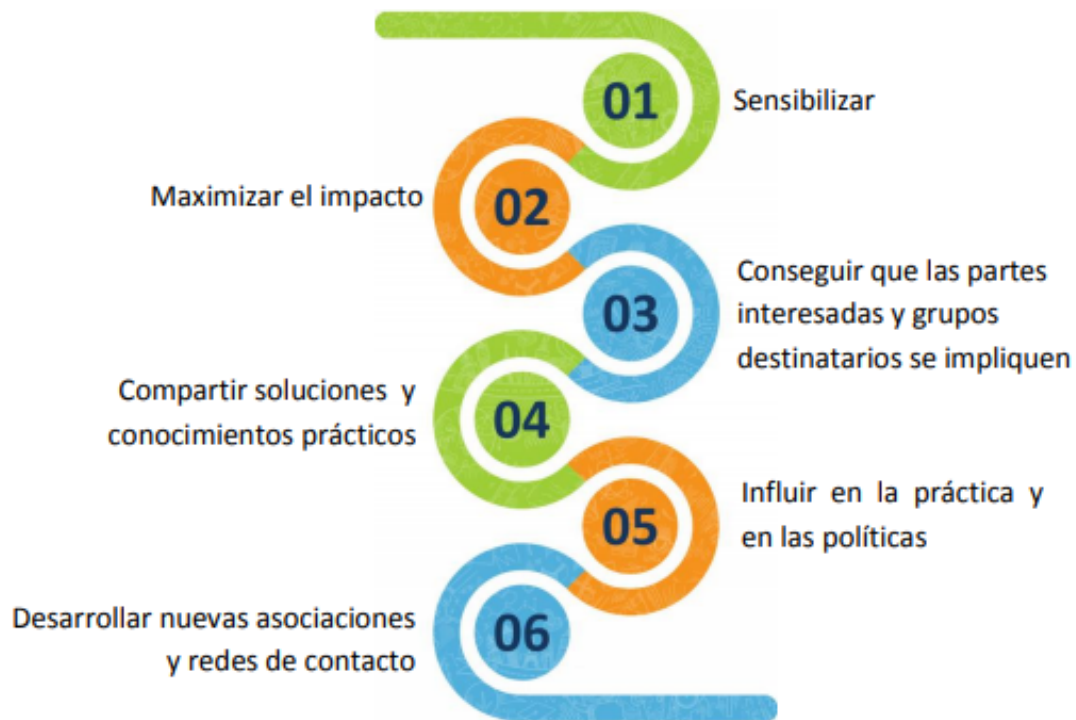 01
Sensibilizar
Maximizar el impacto
02
03
Conseguir que las partes
interesadas y grupos
destinatarios se impliquen
Compartir soluciones y
conocimientos prácticos
04
05
Influir en la práctica y
en las políticas
Desarrollar nuevas asociaciones
y redes de contacto
06